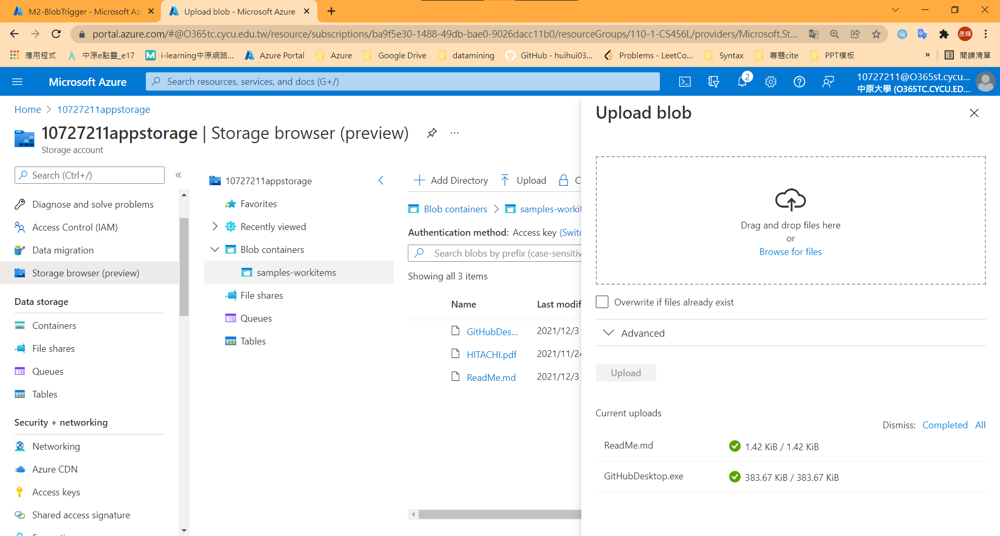 M2-BlobTrigger - Microsoft Az
Upload blob - Microsoft Azure
portal.azure.com/#@O365tc.cycu.edu.tw/resource/subscriptions/ba9f5e30-1488-49db-bae0-9026dacc11b0/resourceGroups/110-1-CS456L/providers/Microsoft.St...
彥輝
應用程式
中原e點靈_e17
i-learning中原網路...
Azure Portal
Azure
Google Drive
datamining
GitHub - huihui03...
Problems - LeetCo...
Syntax
專題cite
PPT模板
»
閱讀清單
Microsoft Azure
Search resources, services, and docs (G+/)
2
10727211@O365st.cycu...
中原大學 (O365TC.CYCU.ED...
Home
10727211appstorage
10727211appstorage | Storage browser (preview)
...
Storage account
Search (Ctrl+/)
«
Diagnose and solve problems
Access Control (IAM)
Data migration
Storage browser (preview)
Data storage
Containers
File shares
Queues
Tables
Security + networking
Networking
Azure CDN
Access keys
Shared access signature
10727211appstorage
Favorites
Recently viewed
Blob containers
samples-workitems
File shares
Queues
Tables
Add Directory
Upload
C
Blob containers
samples-workit
Authentication method: Access key (Switc
Search blobs by prefix (case-sensitiv
Showing all 3 items
Name
Last modif
GitHubDes...
2021/12/3
HITACHI.pdf
2021/11/24
ReadMe.md
2021/12/3
Upload blob
Drag and drop files here
or
Browse for files
Overwrite if files already exist
Advanced
Upload
Current uploads
Dismiss: Completed All
ReadMe.md
1.42 KiB / 1.42 KiB
GitHubDesktop.exe
383.67 KiB / 383.67 KiB